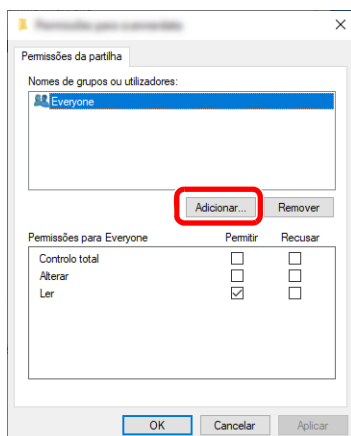 Permissões da partilha
Nomes de grupos ou utilizadores:
Everyone
Adicionar... Remover
Permissões para Everyone Permitir Recusar
Controlo total
Alterar
Ler
OK Cancelar Aplicar